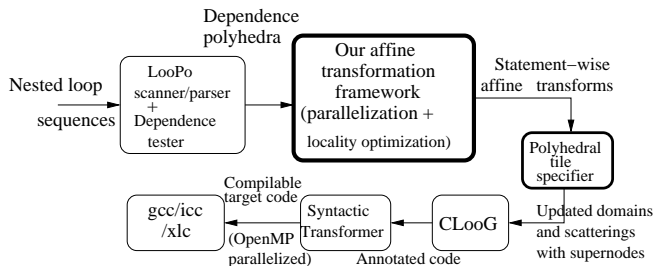 Nested loop
sequences
LooPo
scanner/parser
+
Dependence
tester
Dependence
polyhedra
Our affine
transformation
framework
(parallelization +
locality optimization)
Statement−wise
affine transforms
Polyhedral
tile
specifier
Updated domains
and scatterings
with supernodes
CLooG
Annotated code
Syntactic
Transformer
Compilable
target code
(OpenMP
parallelized)
gcc/icc
/xlc